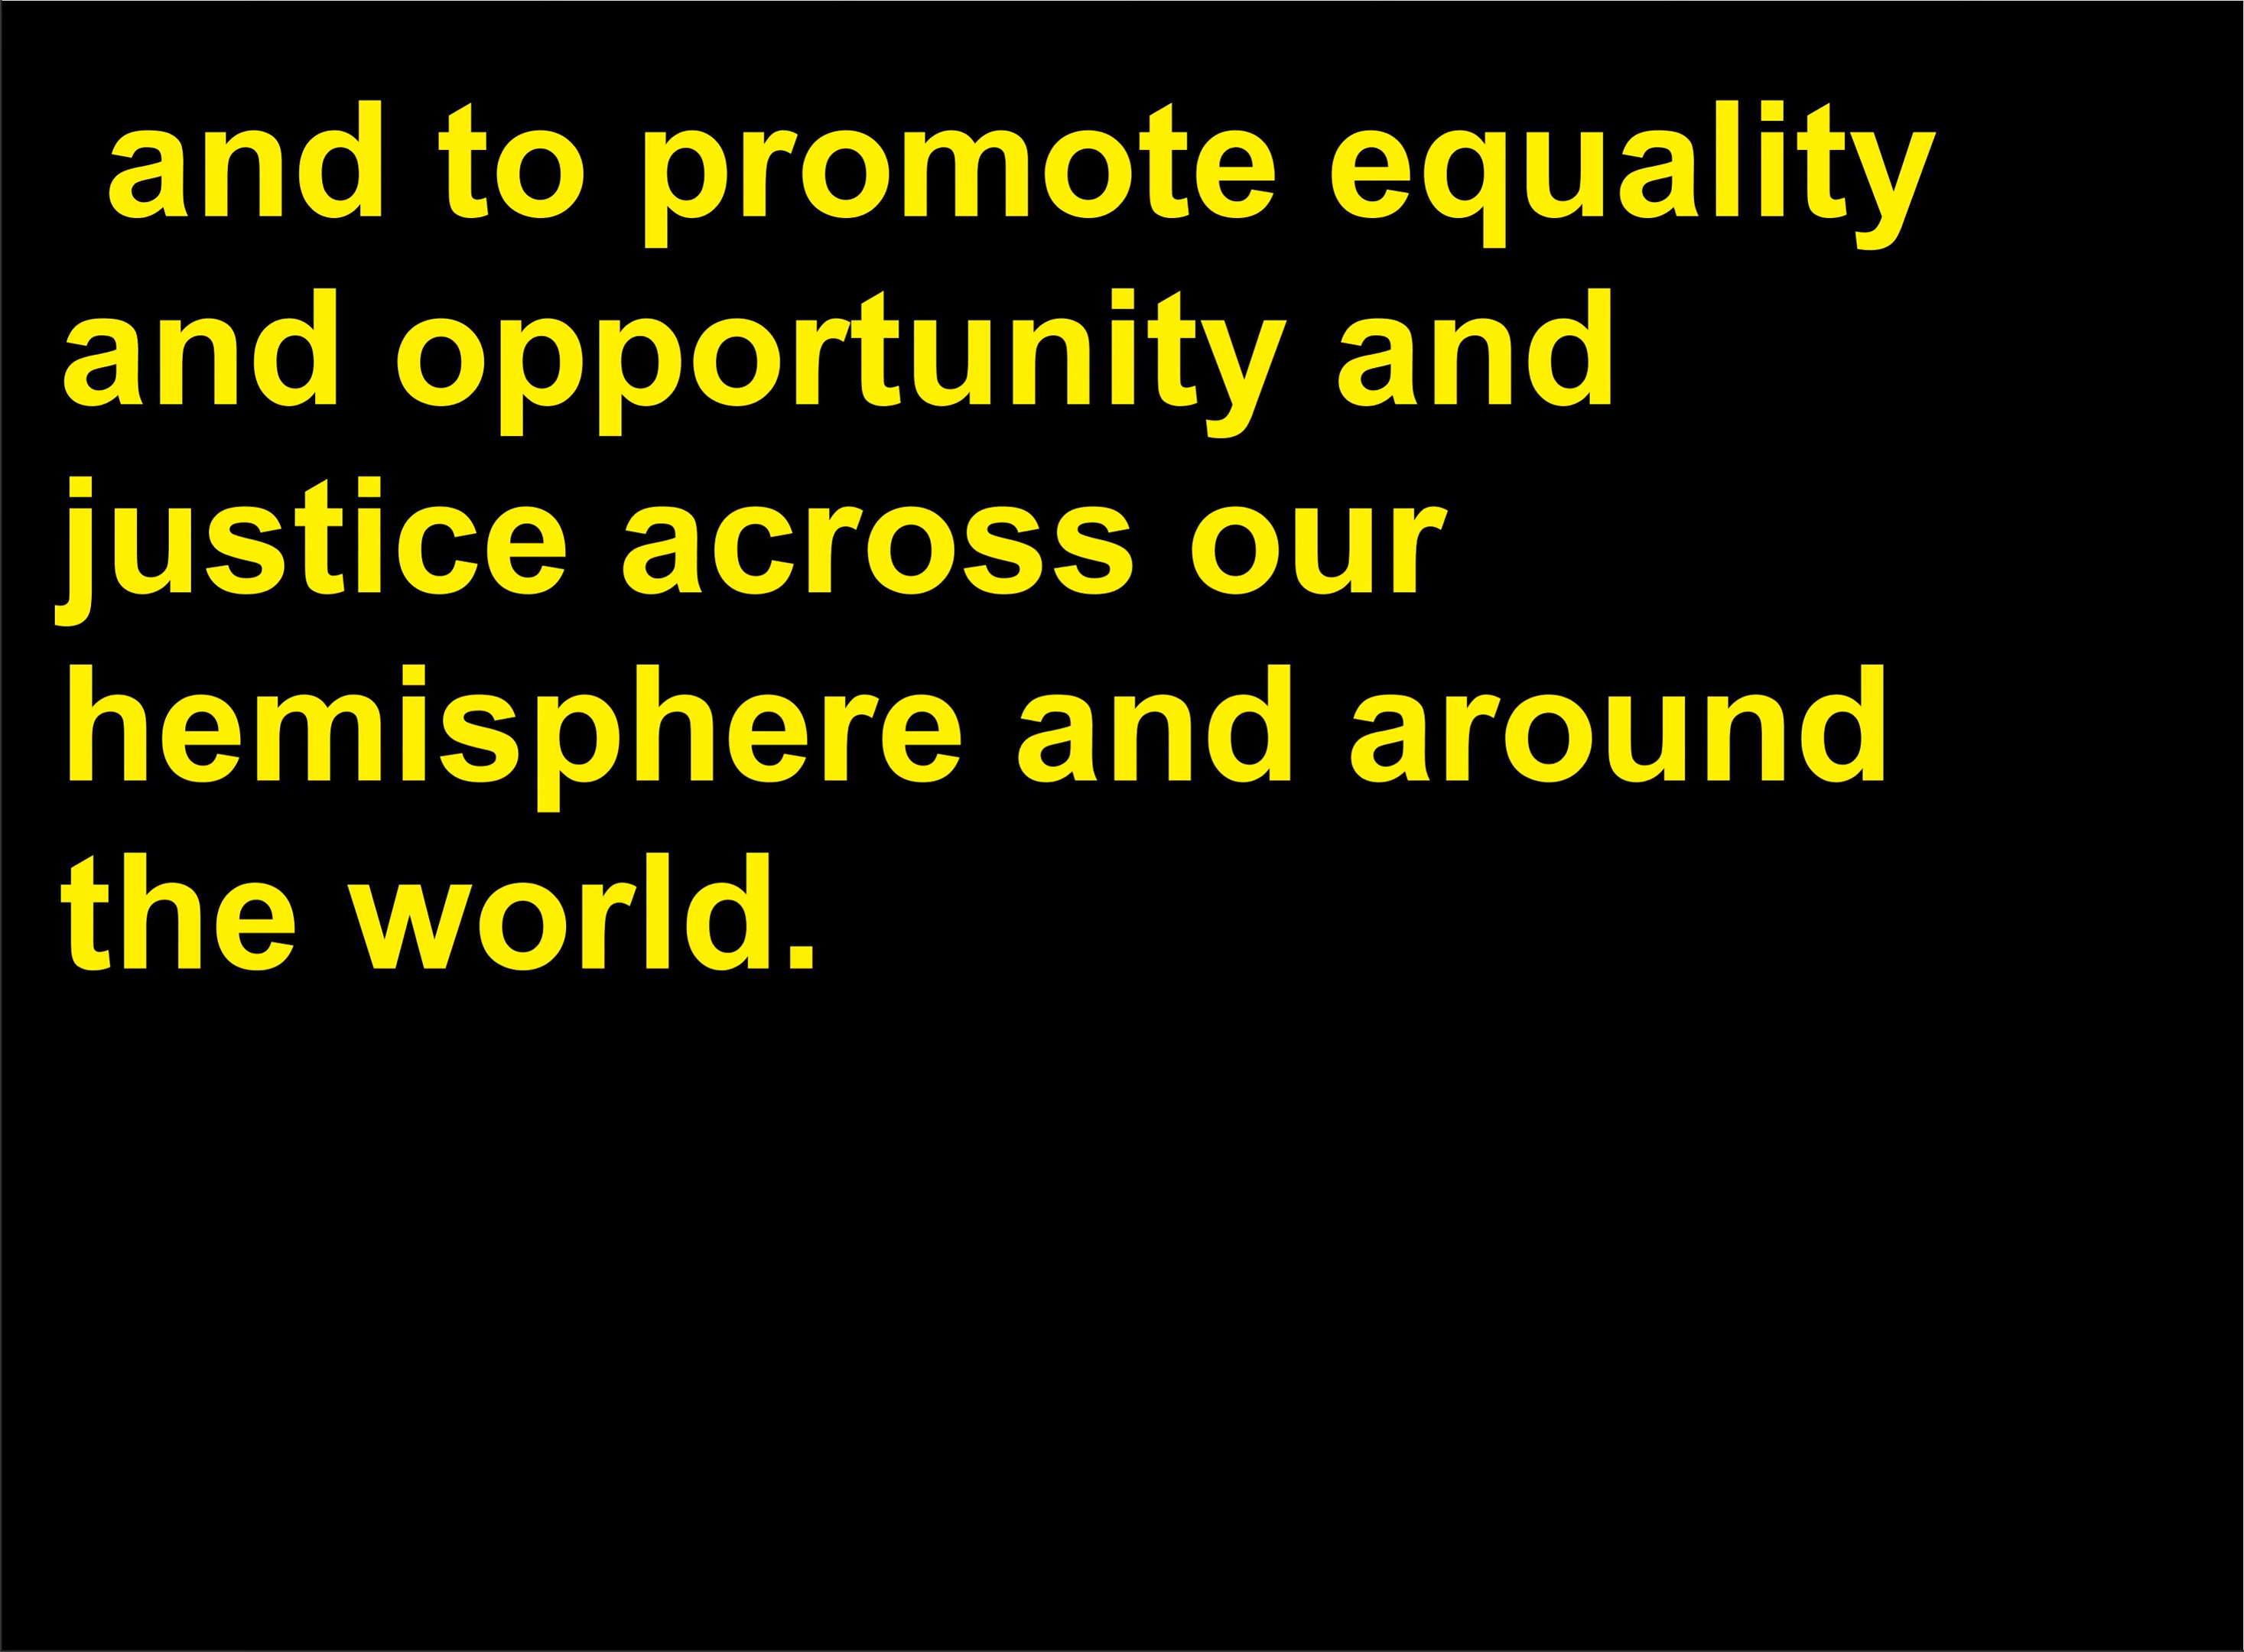 and to promote equality
and opportunity and
justice across our
hemisphere and around
the world.